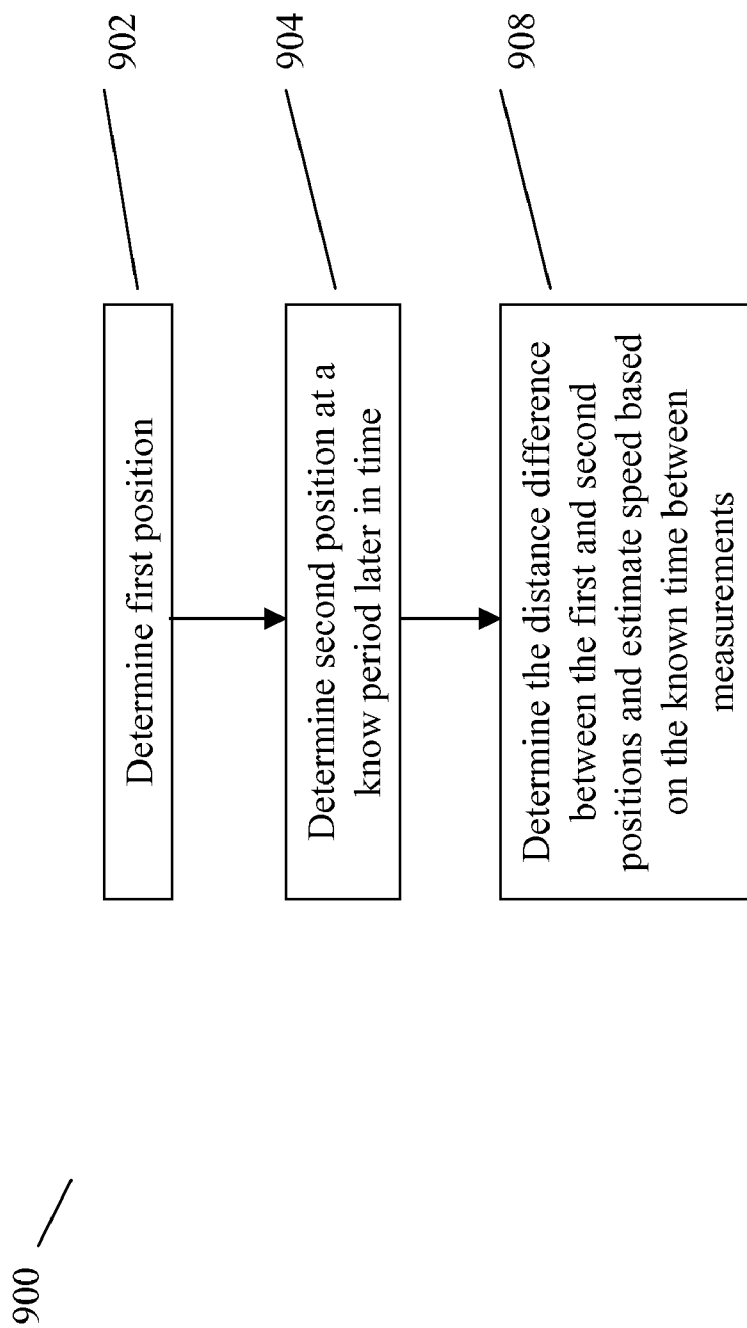 900
Determine first position
902
Determine second position at a
know period later in time
904
Determine the distance difference
between the first and second
positions and estimate speed based
on the known time between
measurements
908